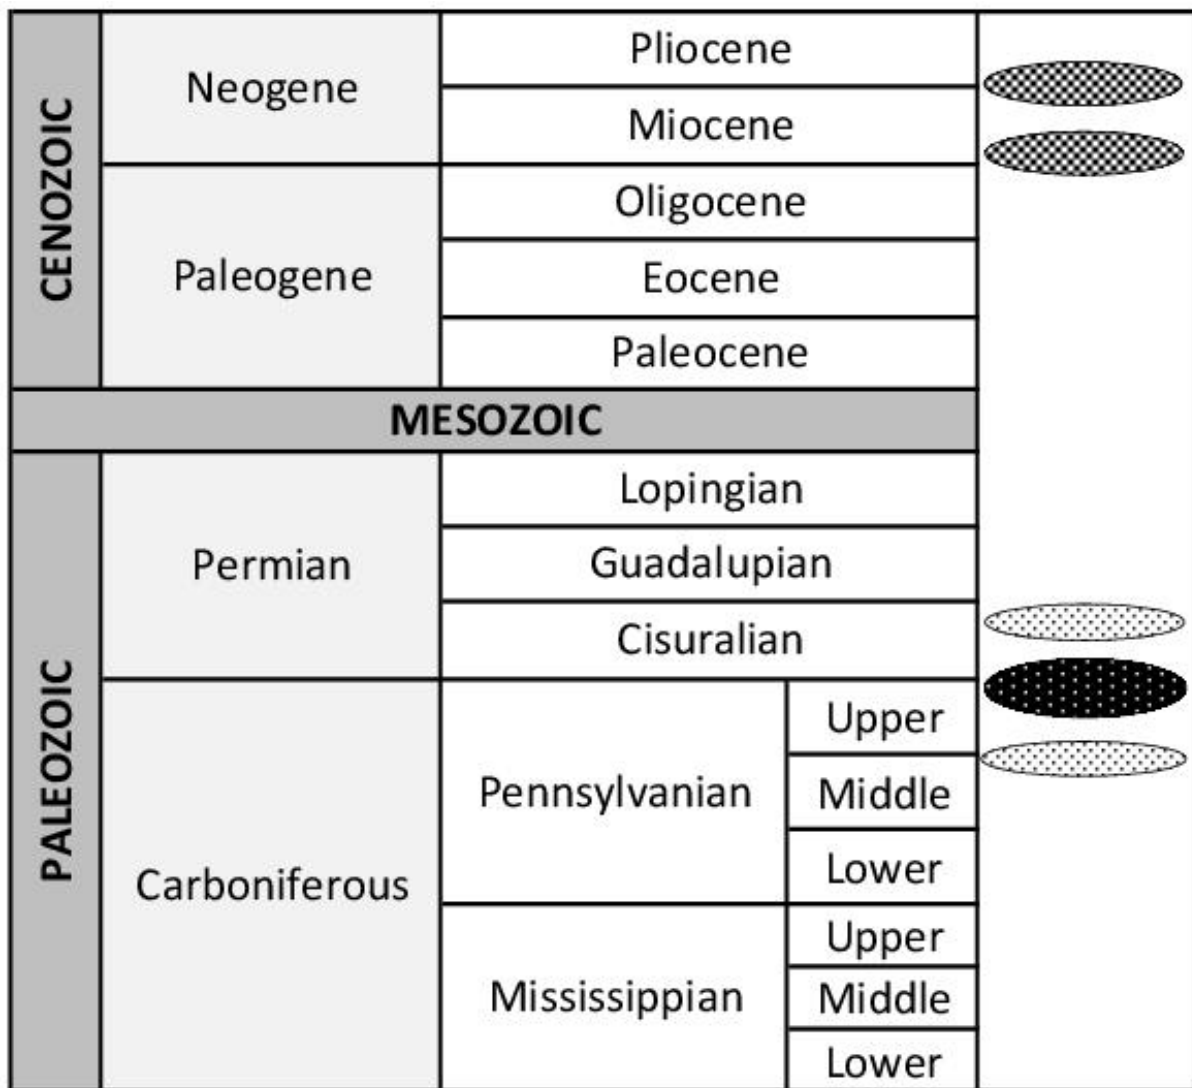 CENOZOIC
Neogene
Pliocene
Miocene
Paleogene
Oligocene
Eocene
Paleocene
MESOZOIC
PALEOZOIC
Permian
Lopingian
Guadalupian
Cisuralian
Carboniferous
Pennsylvanian
Upper
Middle
Lower
Mississippian
Upper
Middle
Lower